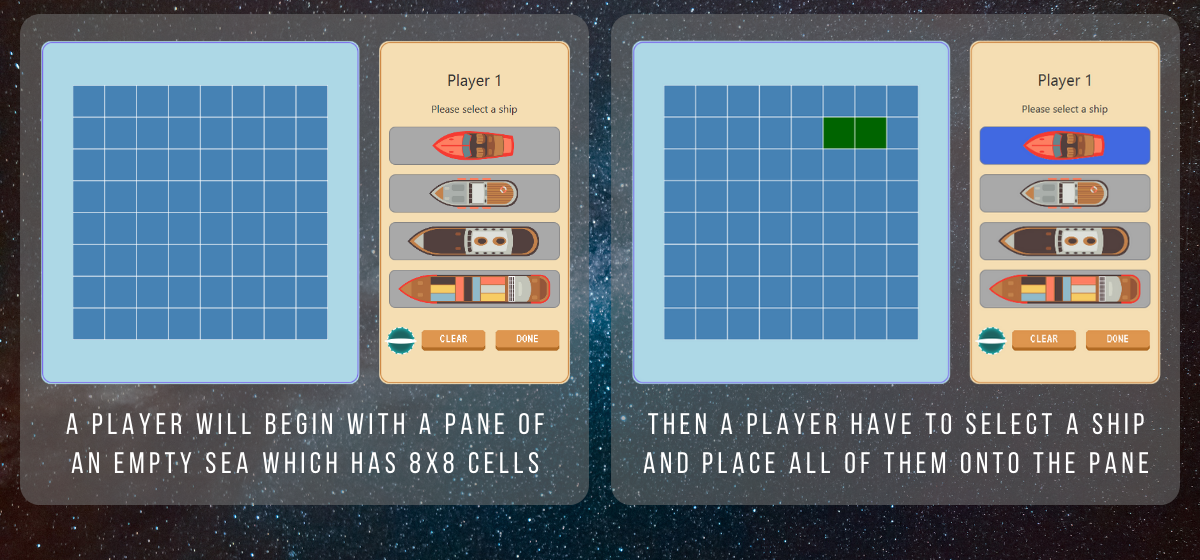 Player 1
Please select a ship
CLEAR
DONE
A PLAYER WILL BEGIN WITH A PANE OF
AN EMPTY SEA WHICH HAS 8X8 CELLS
Player 1
Please select a ship
CLEAR
DONE
THEN A PLAYER HAVE TO SELECT A SHIP
AND PLACE ALL OF THEM ONTO THE PANE